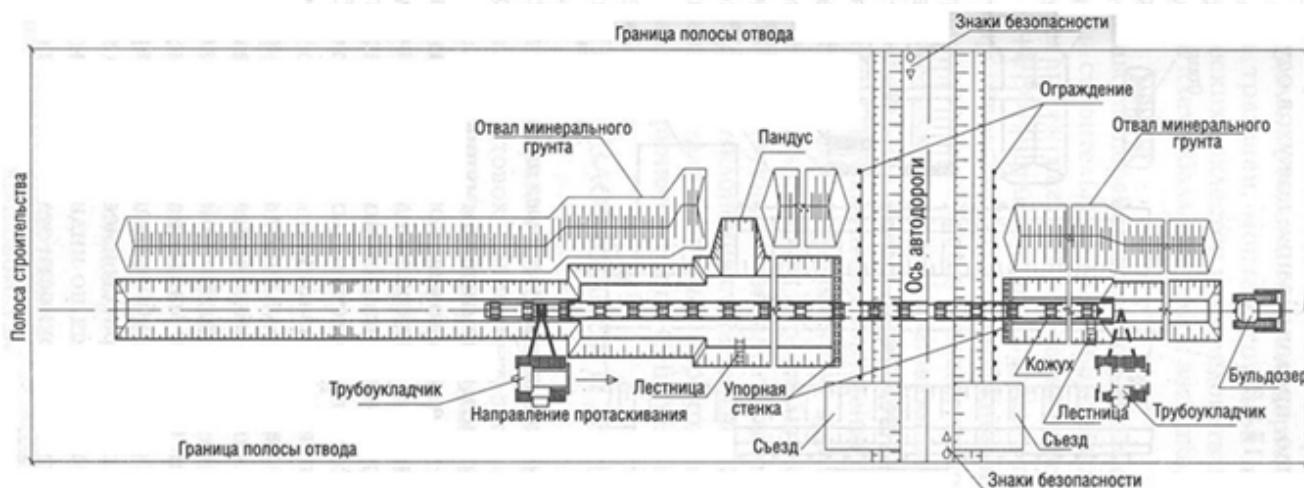 Знаки безопасности
Граница полосы отвода
Ограждение
Отвал минерального
грунта
Пандус
Отвал минерального
грунта
Полоса строительства
Ось автодороги
Трубоукладчик
Направление протаскивания
Лестница
Упорная
стенка
Кожух
Лестница
Трубоукладчик
Бульдозер
Съезд
Съезд
Граница полосы отвода
Знаки безопасности